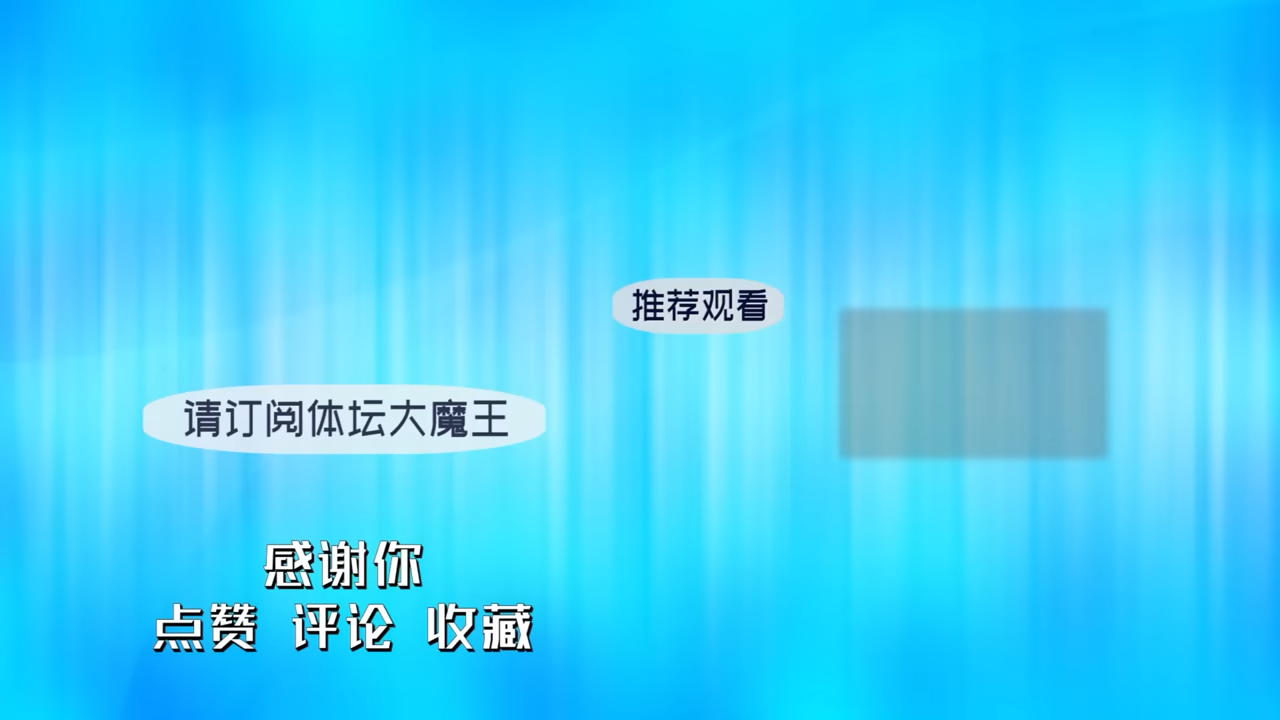 推荐观看
请订阅体坛大魔王
感谢你
点赞 评论 收藏